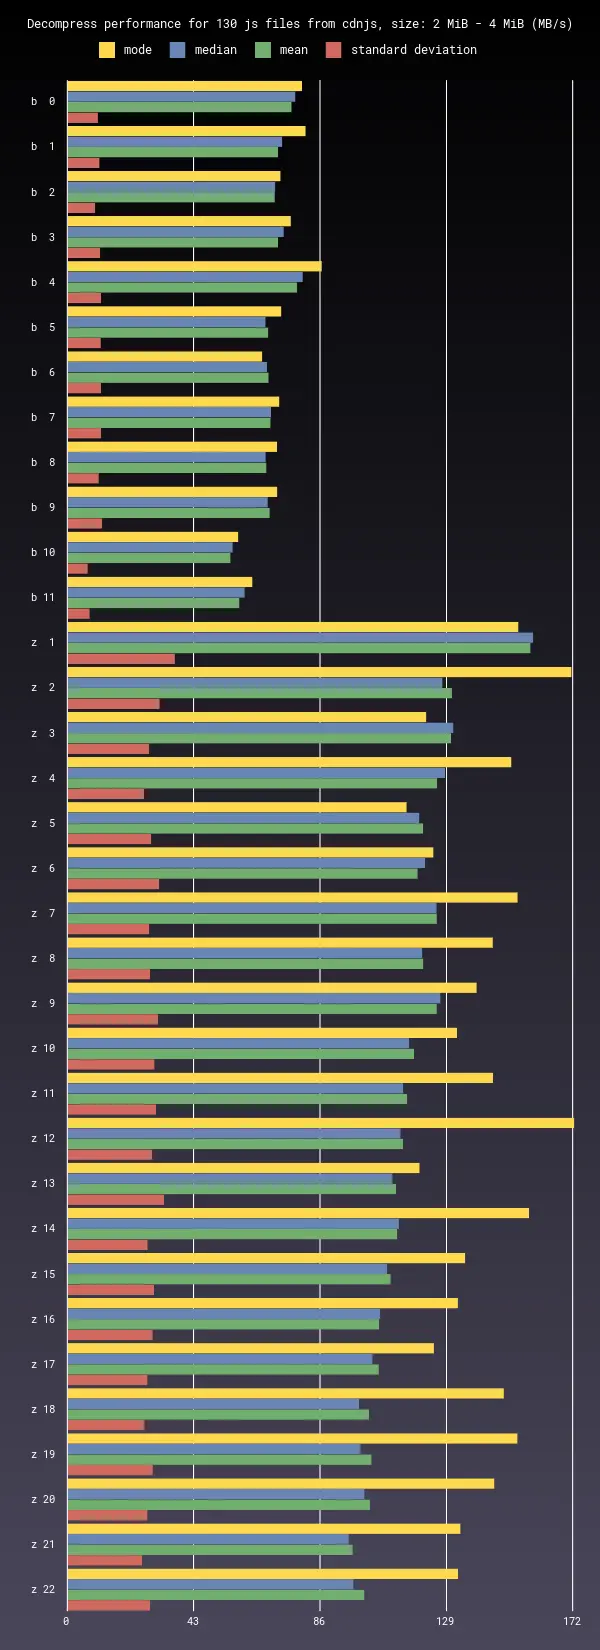 Decompress performance for 130 js files from cdnjs, size: 2 MiB - 4 MiB (MB/s)
mode median mean standard deviation
b 0
b 1
b 2
b 3
b 4
b 5
b 6
b 7
b 8
b 9
b 10
b 11
z 1
z 2
z 3
z 4
z 5
z 6
z 7
z 8
z 9
z 10
z 11
z 12
z 13
z 14
z 15
z 16
z 17
z 18
z 19
z 20
z 21
z 22
0 43 86 129 172